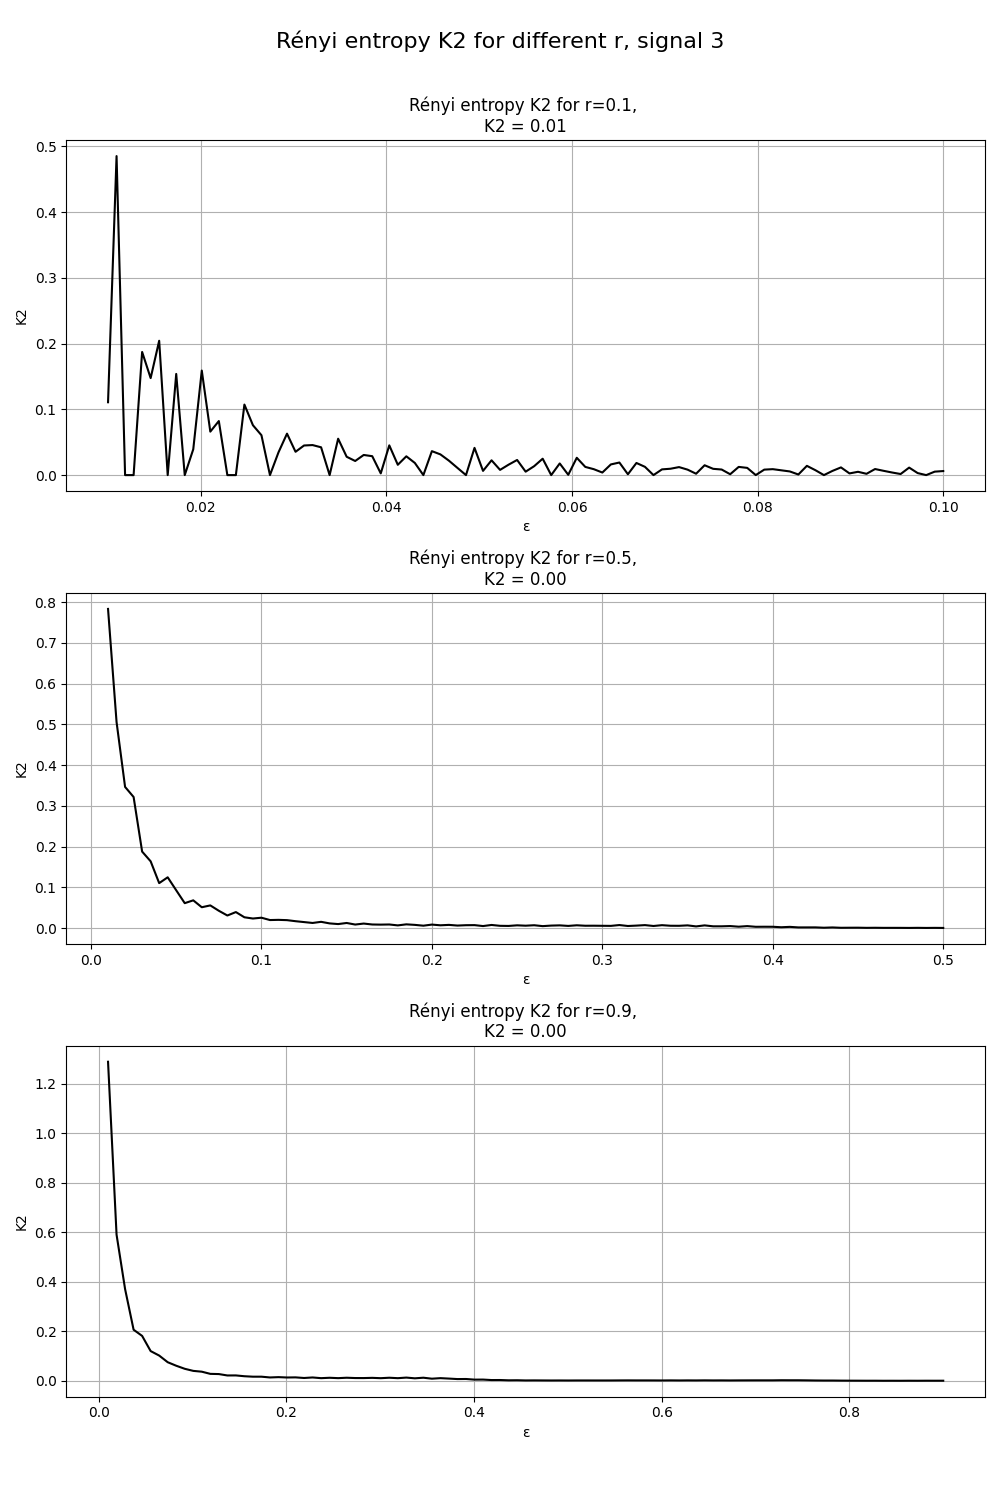 Rényi entropy K2 for different r, signal 3
Rényi entropy K2 for r=0.1,
K2 = 0.01
0.5
0.4
0.3
0.2
0.1
0.0
K2
0.02 0.04 0.06 0.08 0.10
ε
Rényi entropy K2 for r=0.5,
K2 = 0.00
0.8
0.7
0.6
0.5
0.4
0.3
0.2
0.1
0.0
K2
0.0 0.1 0.2 0.3 0.4 0.5
ε
Rényi entropy K2 for r=0.9,
K2 = 0.00
1.2
1.0
0.8
0.6
0.4
0.2
0.0
K2
0.0 0.2 0.4 0.6 0.8
ε